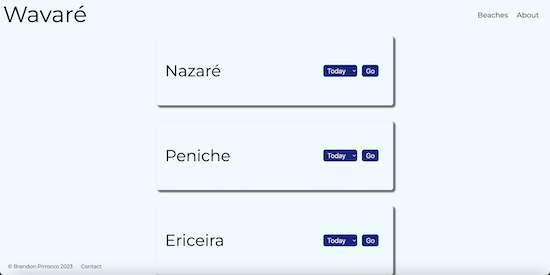 Wavaré
Beaches About
Nazaré
Today Go
Peniche
Today Go
Ericeira
Today Go
© Brandon Pirrocco 2023 Contact